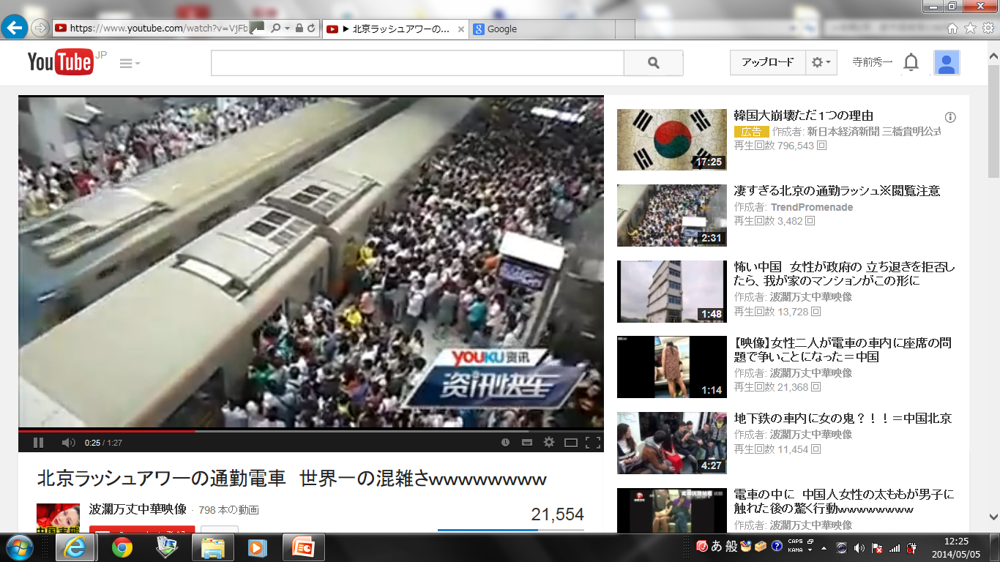 https://www.youtube.com/watch?v=VjFb
▶ 北京ラッシュアワーの...
Google
YouTube JP
アップロード
寺前秀一
YOUKU资讯
资讯快车
0:25 / 1:27
北京ラッシュアワーの通勤電車　世界一の混雑さwwwwwwww
波瀾万丈中華映像 · 798 本の動画
21,554
韓国大崩壊ただ１つの理由
広告 作成者: 新日本経済新聞 三橋貴明公式
再生回数 796,543 回
17:25
凄すぎる北京の通勤ラッシュ※閲覧注意
作成者: TrendPromenade
再生回数 3,482 回
2:31
怖い中国　女性が政府の 立ち退きを拒否し
たら、我が家のマンションがこの形に
作成者: 波瀾万丈中華映像
再生回数 13,728 回
1:48
【映像】女性二人が電車の車内に座席の問
題で争いことになった＝中国
作成者: 波瀾万丈中華映像
再生回数 21,368 回
1:14
地下鉄の車内に女の鬼？！！＝中国北京
作成者: 波瀾万丈中華映像
再生回数 11,454 回
4:27
電車の中に　中国人女性の太ももが男子に
触れた後の驚く行動wwwwwwww
作成者: 波瀾万丈中華映像
あ 般
CAPS
KANA
12:25
2014/05/05